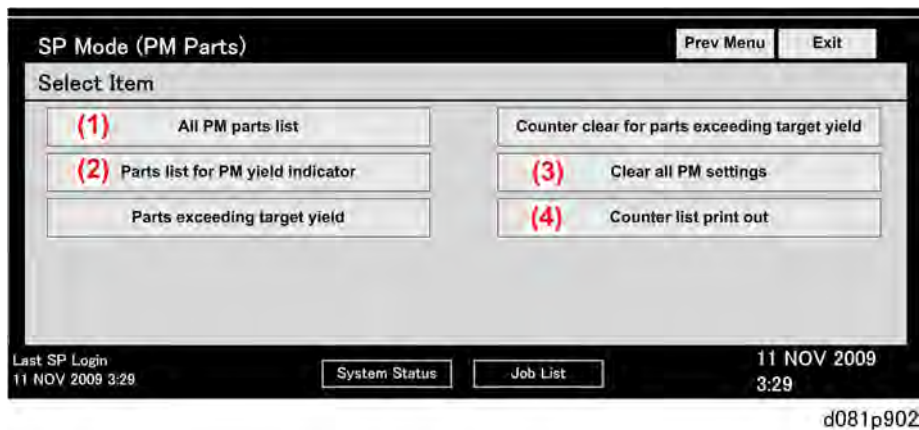 SP Mode (PM Parts) Prev Menu Exit
Select Item
(1) All PM parts list Counter clear for parts exceeding target yield
(2) Parts list for PM yield indicator (3) Clear all PM settings
Parts exceeding target yield (4) Counter list print out
Last SP Login 11 NOV 2009
11 NOV 2009 3:29 System Status Job List 3:29
d081p902